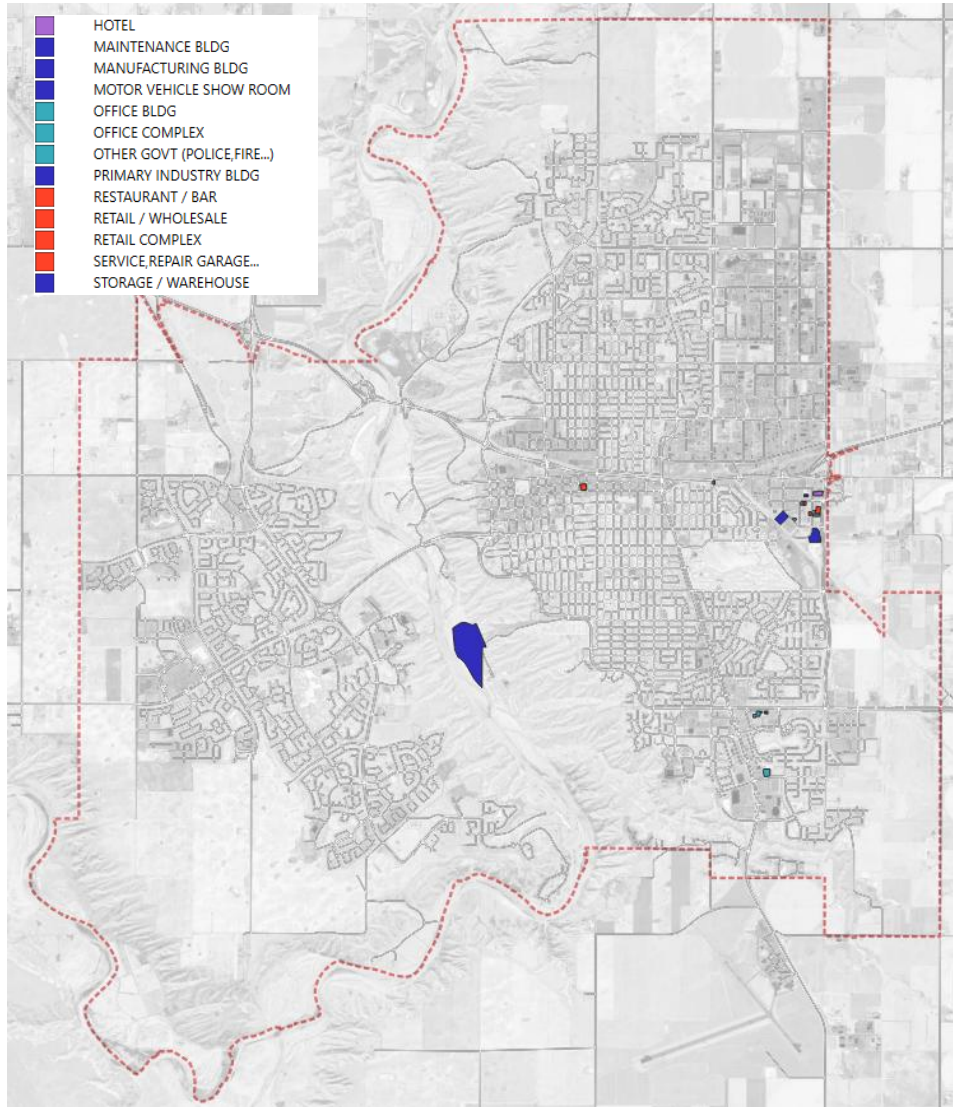 HOTEL
MAINTENANCE BLDG
MANUFACTURING BLDG
MOTOR VEHICLE SHOW ROOM
OFFICE BLDG
OFFICE COMPLEX
OTHER GOVT (POLICE,FIRE...)
PRIMARY INDUSTRY BLDG
RESTAURANT / BAR
RETAIL / WHOLESALE
RETAIL COMPLEX
SERVICE,REPAIR GARAGE...
STORAGE / WAREHOUSE